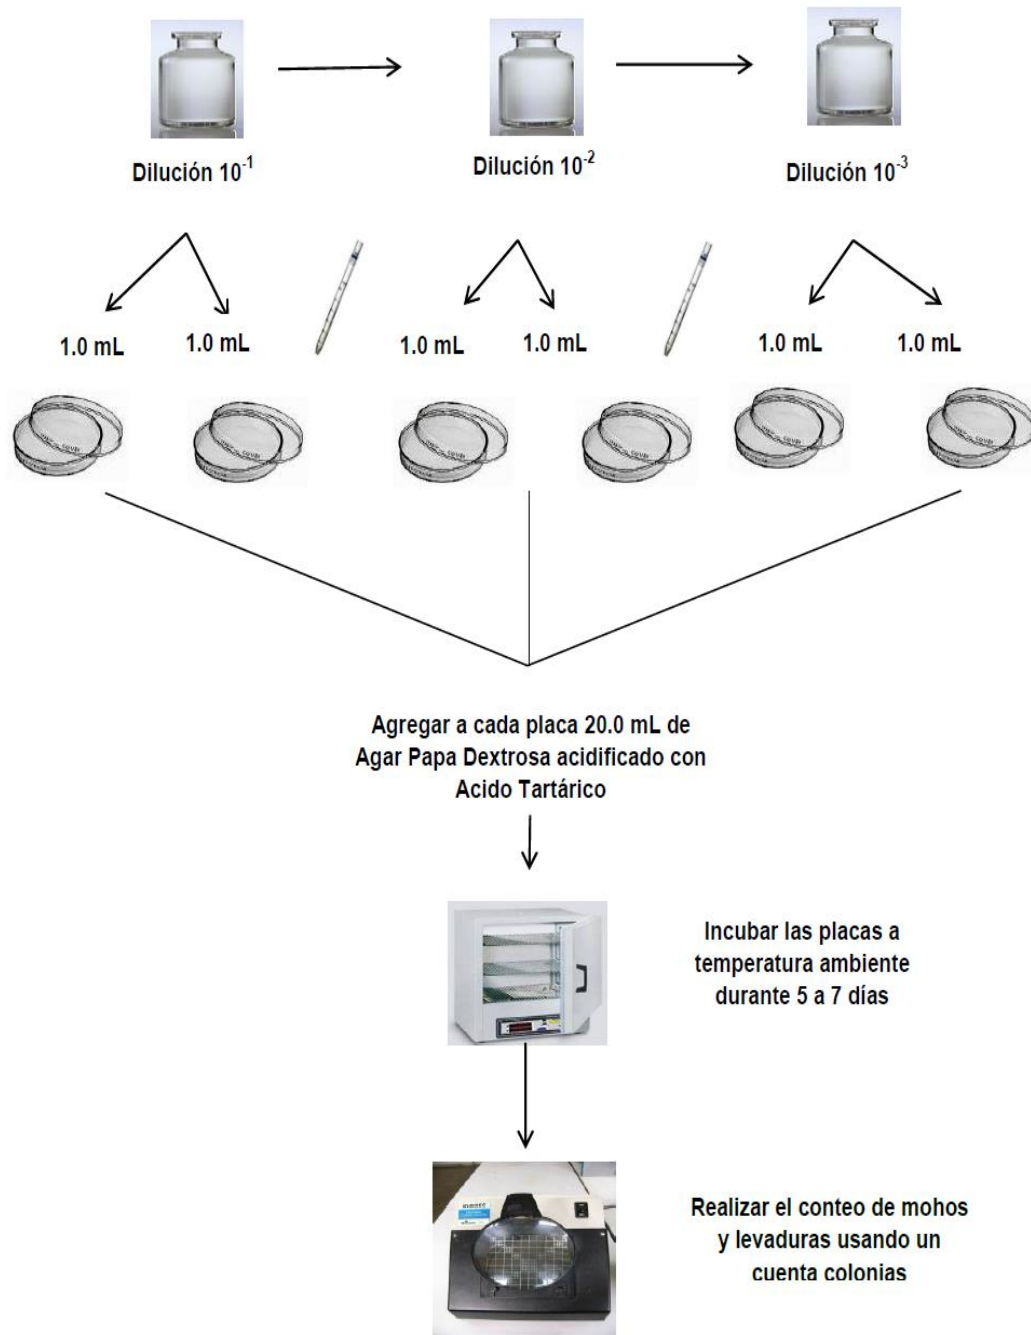 Dilución 10⁻¹
Dilución 10⁻²
Dilución 10⁻³
1.0 mL
1.0 mL
1.0 mL
1.0 mL
1.0 mL
1.0 mL
Agregar a cada placa 20.0 mL de
Agar Papa Dextrosa acidificado con
Acido Tartárico
Incubar las placas a
temperatura ambiente
durante 5 a 7 días
Realizar el conteo de mohos
y levaduras usando un
cuenta colonias